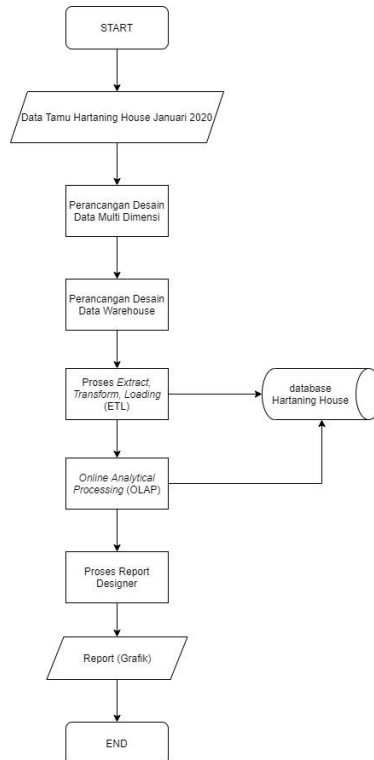 START
Data Tamu Hartaning House Januari 2020
Perancangan Desain
Data Multi Dimensi
Perancangan Desain
Data Warehouse
Proses Extract,
Transform, Loading
(ETL)
database
Hartaning House
Online Analytical
Processing (OLAP)
Proses Report
Designer
Report (Grafik)
END